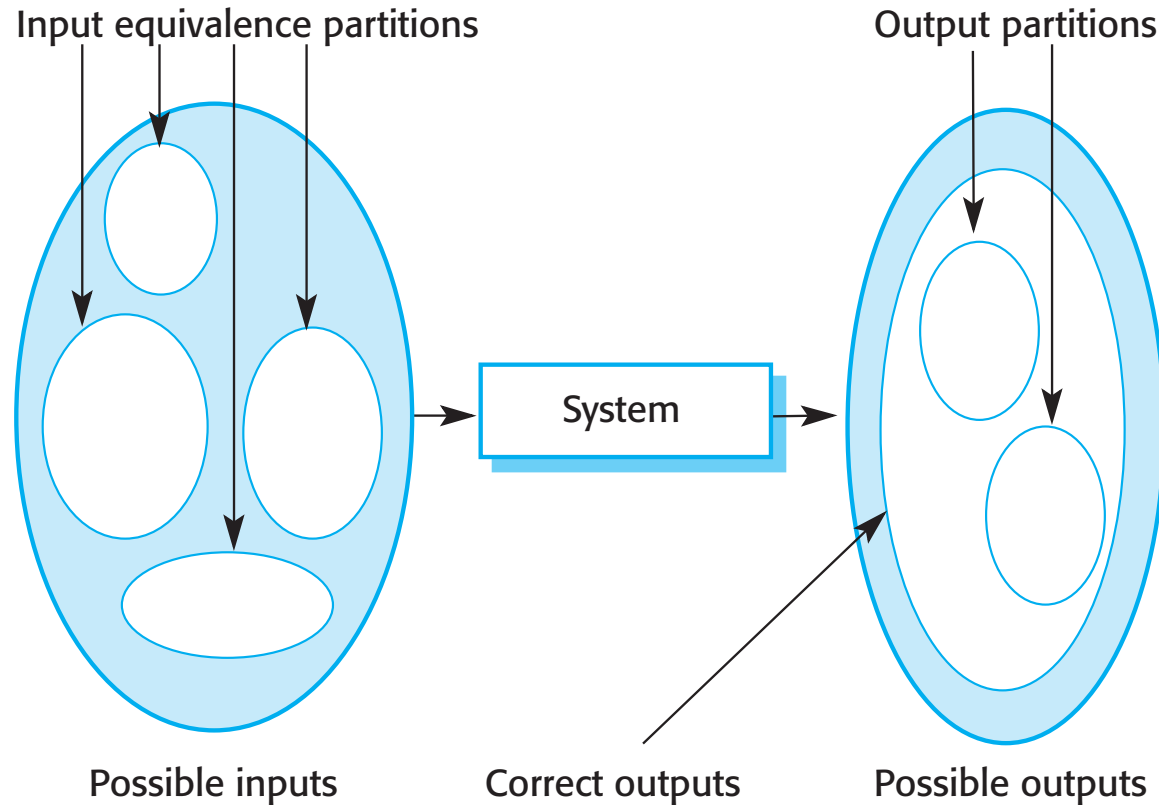 Input equivalence partitions
Output partitions
System
Possible inputs
Correct outputs
Possible outputs